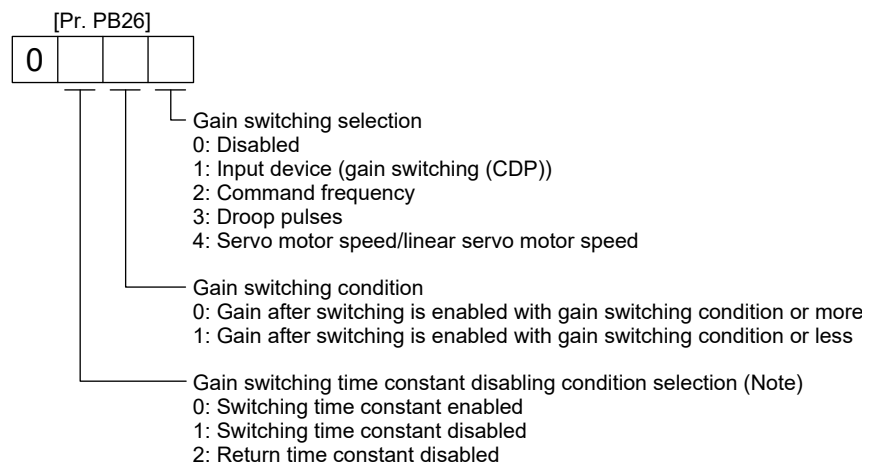 [Pr. PB26]
0
Gain switching selection
0: Disabled
1: Input device (gain switching (CDP))
2: Command frequency
3: Droop pulses
4: Servo motor speed/linear servo motor speed
Gain switching condition
0: Gain after switching is enabled with gain switching condition or more
1: Gain after switching is enabled with gain switching condition or less
Gain switching time constant disabling condition selection (Note)
0: Switching time constant enabled
1: Switching time constant disabled
2: Return time constant disabled